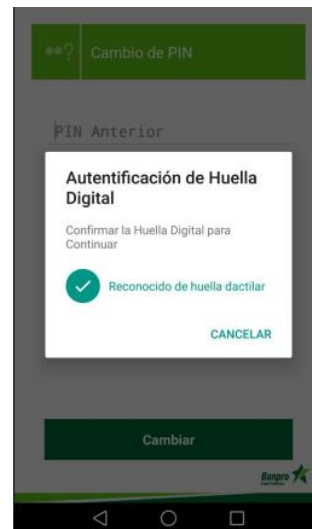 ••? Cambio de PIN
PIN Anterior
Autentificación de Huella
Digital
Confirmar la Huella Digital para
Continuar
Reconocido de huella dactilar
CANCELAR
Cambiar
Banpro